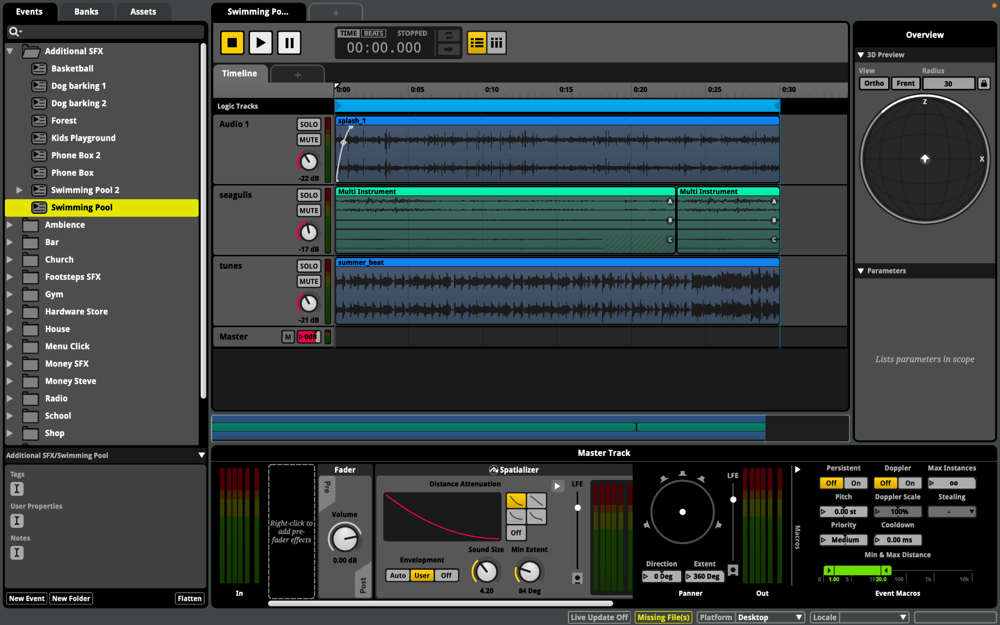 Events
Banks
Assets
Additional SFX
Basketball
Dog barking 1
Dog barking 2
Forest
Kids Playground
Phone Box 2
Phone Box
Swimming Pool 2
Swimming Pool
Ambience
Bar
Church
Footsteps SFX
Gym
Hardware Store
House
Menu Click
Money SFX
Money Steve
Radio
School
Shop
Additional SFX/Swimming Pool
Tags
User Properties
Notes
New Event
New Folder
Flatten
Swimming Po...
+
TIME BEATS STOPPED
00:00.000
Timeline
+
0:00 0:05 0:10 0:15 0:20 0:25 0:30
Logic Tracks
Audio 1
SOLO
MUTE
-22 dB
splash_1
seagulls
SOLO
MUTE
-17 dB
Multi Instrument
A
B
C
Multi Instrument
A
B
C
tunes
SOLO
MUTE
-21 dB
summer_beat
Master
M
0dB
Overview
3D Preview
View
Radius
Ortho
Front
30
Z
X
Parameters
Lists parameters in scope
Master Track
In
Right-click to
add pre-
fader effects
Fader
Pre
Volume
0.00 dB
Post
Spatializer
Distance Attenuation
Off
LFE
Envelopment
Auto User Off
Sound Size
4.20
Min Extent
84 Deg
LFE
Direction
0 Deg
Extent
360 Deg
Panner
Out
Macros
Persistent
Off On
Doppler
Off On
Max Instances
∞
Pitch
0.00 st
Doppler Scale
100%
Stealing
-
Priority
Medium
Cooldown
0.00 ms
Min & Max Distance
0 1.00 5 10 20.0 100 1k 10k
Event Macros
Live Update Off
Missing File(s)
Platform Desktop
Locale